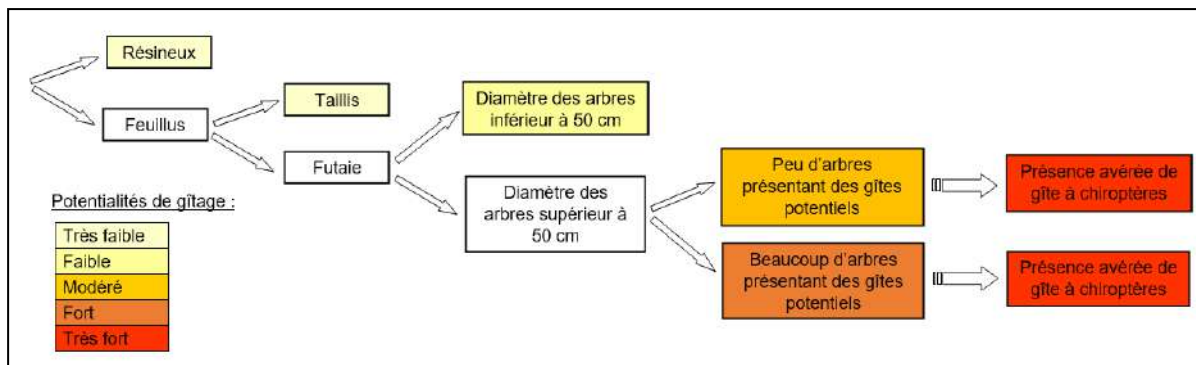 Résineux
Feuillus
Taillis
Futaie
Diamètre des arbres
inférieur à 50 cm
Diamètre des
arbres supérieur à
50 cm
Peu d'arbres
présentant des gîtes
potentiels
Présence avérée de
gîte à chiroptères
Beaucoup d'arbres
présentant des gîtes
potentiels
Présence avérée de
gîte à chiroptères
Potentialités de gîtage :
Très faible
Faible
Modéré
Fort
Très fort